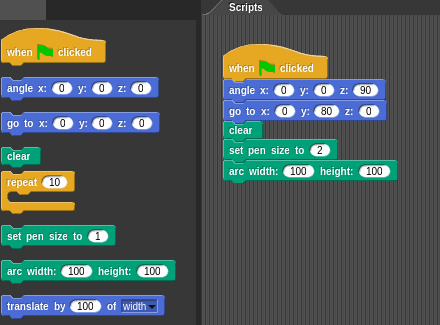 Scripts
when clicked
angle x: 0 y: 0 z: 0
go to x: 0 y: 0 z: 0
clear
repeat 10
set pen size to 1
arc width: 100 height: 100
translate by 100 of width
when clicked
angle x: 0 y: 0 z: 90
go to x: 0 y: 80 z: 0
clear
set pen size to 2
arc width: 100 height: 100